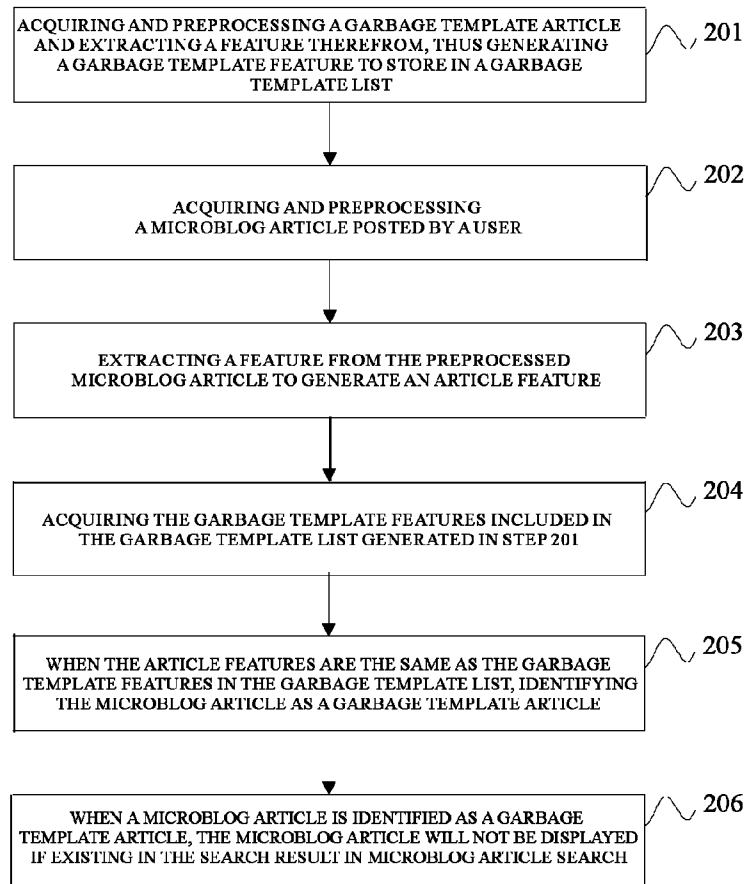 ACQUIRING AND PREPROCESSING A GARBAGE TEMPLATE ARTICLE
AND EXTRACTING A FEATURE THEREFROM, THUS GENERATING
A GARBAGE TEMPLATE FEATURE TO STORE IN A GARBAGE
TEMPLATE LIST
201
ACQUIRING AND PREPROCESSING
A MICROBLOG ARTICLE POSTED BY A USER
202
EXTRACTING A FEATURE FROM THE PREPROCESSED
MICROBLOG ARTICLE TO GENERATE AN ARTICLE FEATURE
203
ACQUIRING THE GARBAGE TEMPLATE FEATURES INCLUDED IN
THE GARBAGE TEMPLATE LIST GENERATED IN STEP 201
204
WHEN THE ARTICLE FEATURES ARE THE SAME AS THE GARBAGE
TEMPLATE FEATURES IN THE GARBAGE TEMPLATE LIST, IDENTIFYING
THE MICROBLOG ARTICLE AS A GARBAGE TEMPLATE ARTICLE
205
WHEN A MICROBLOG ARTICLE IS IDENTIFIED AS A GARBAGE
TEMPLATE ARTICLE, THE MICROBLOG ARTICLE WILL NOT BE DISPLAYED
IF EXISTING IN THE SEARCH RESULT IN MICROBLOG ARTICLE SEARCH
206